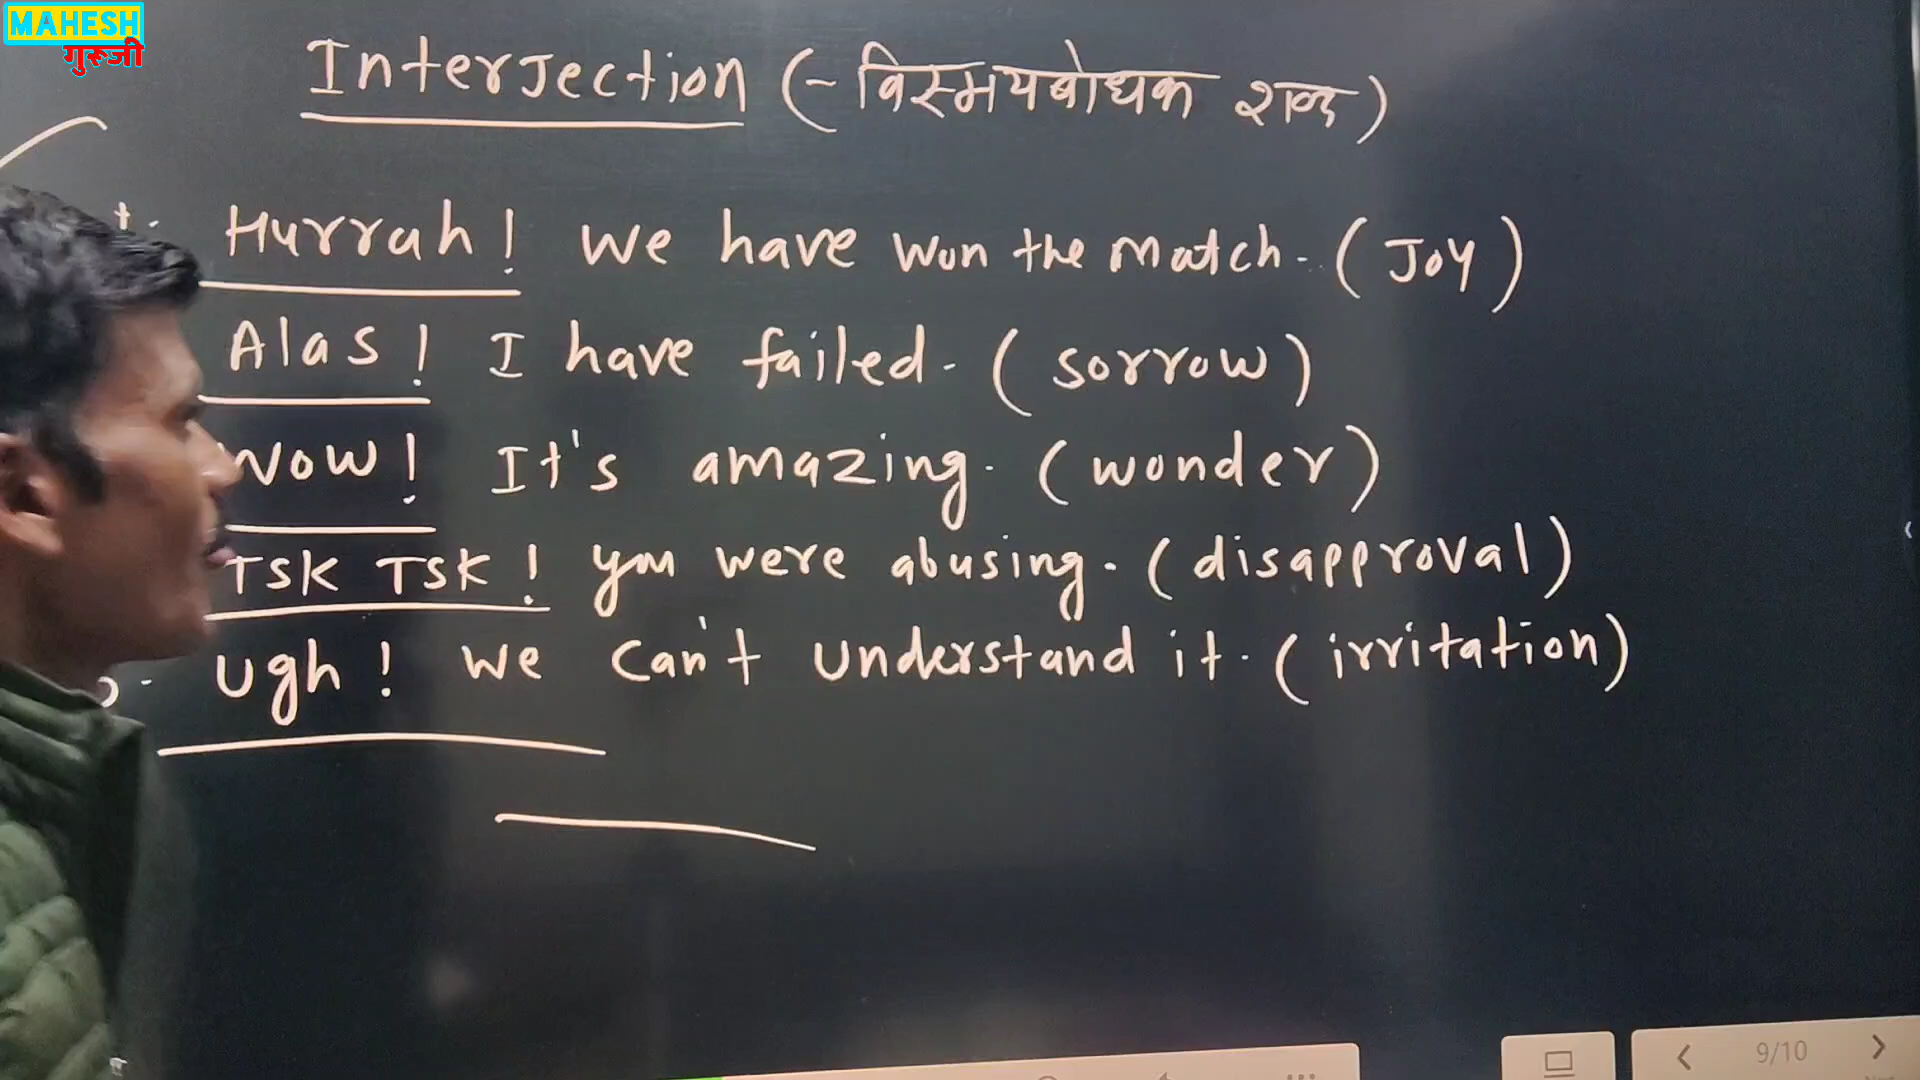 MAHESH
गुरूजी
Interjection (- विस्मयबोधक शब्द)
Hurrah! we have won the match. (Joy)
Alas! I have failed. (sorrow)
Wow! It's amazing. (wonder)
Tsk Tsk! you were abusing. (disapproval)
Ugh! we can't understand it. (irritation)
9/10